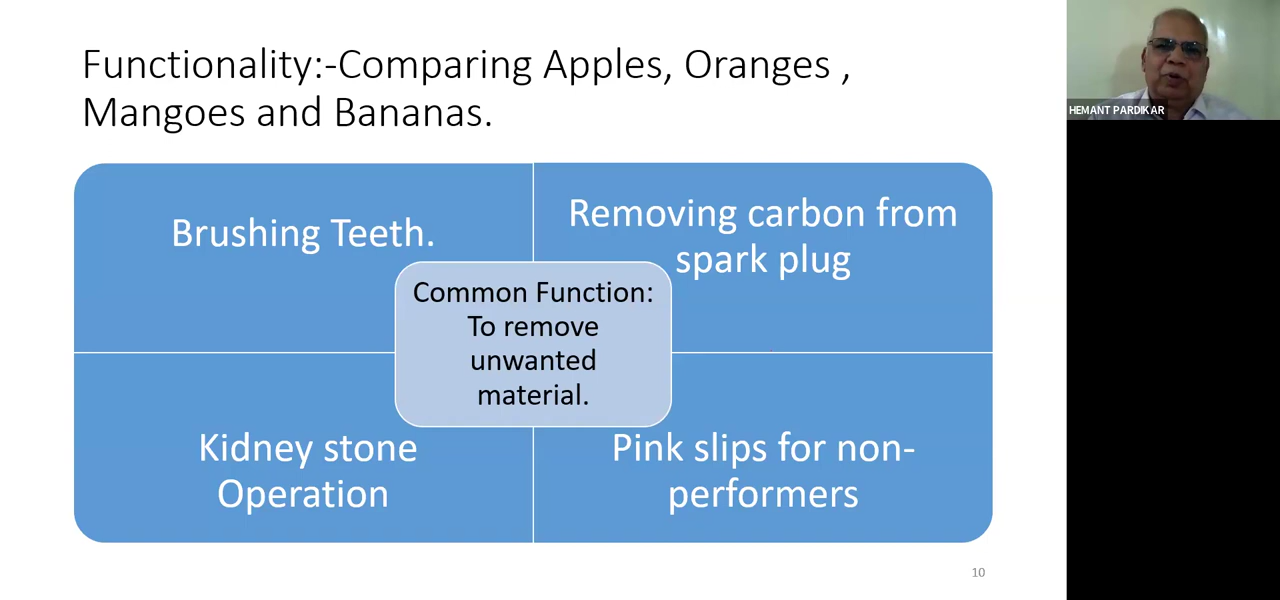 Functionality:-Comparing Apples, Oranges ,
Mangoes and Bananas.
Brushing Teeth.
Removing carbon from
spark plug
Common Function:
To remove
unwanted
material.
Kidney stone
Operation
Pink slips for non-
performers
10
HEMANT PARDIKAR